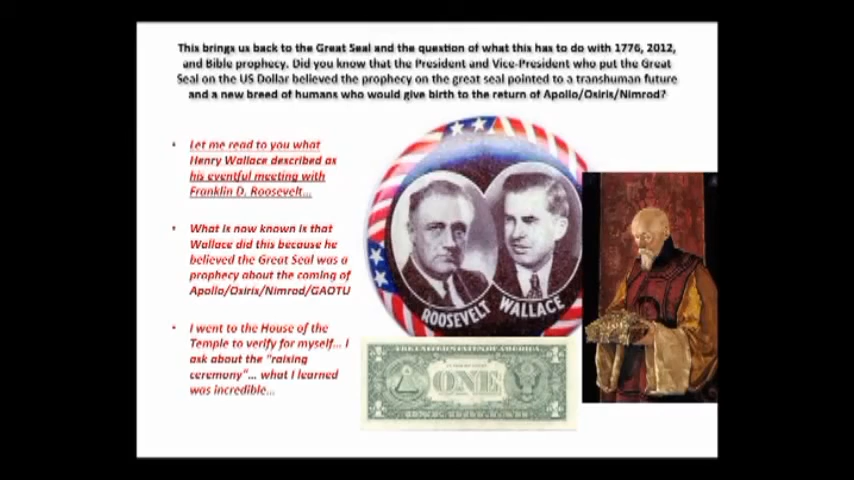 This brings us back to the Great Seal and the question of what this has to do with 1776, 2012,
and Bible prophecy. Did you know that the President and Vice-President who put the Great
Seal on the US Dollar believed the prophecy on the great seal pointed to a transhuman future
and a new breed of humans who would give birth to the return of Apollo/Osiris/Nimrod?
• Let me read to you what
Henry Wallace described as
his eventful meeting with
Franklin D. Roosevelt...
• What is now known is that
Wallace did this because he
believed the Great Seal was a
prophecy about the coming of
Apollo/Osiris/Nimrod/GAOTU
• I went to the House of the
Temple to verify for myself... I
ask about the "raising
ceremony"... what I learned
was incredible...
ROOSEVELT WALLACE
THE UNITED STATES OF AMERICA
ONE